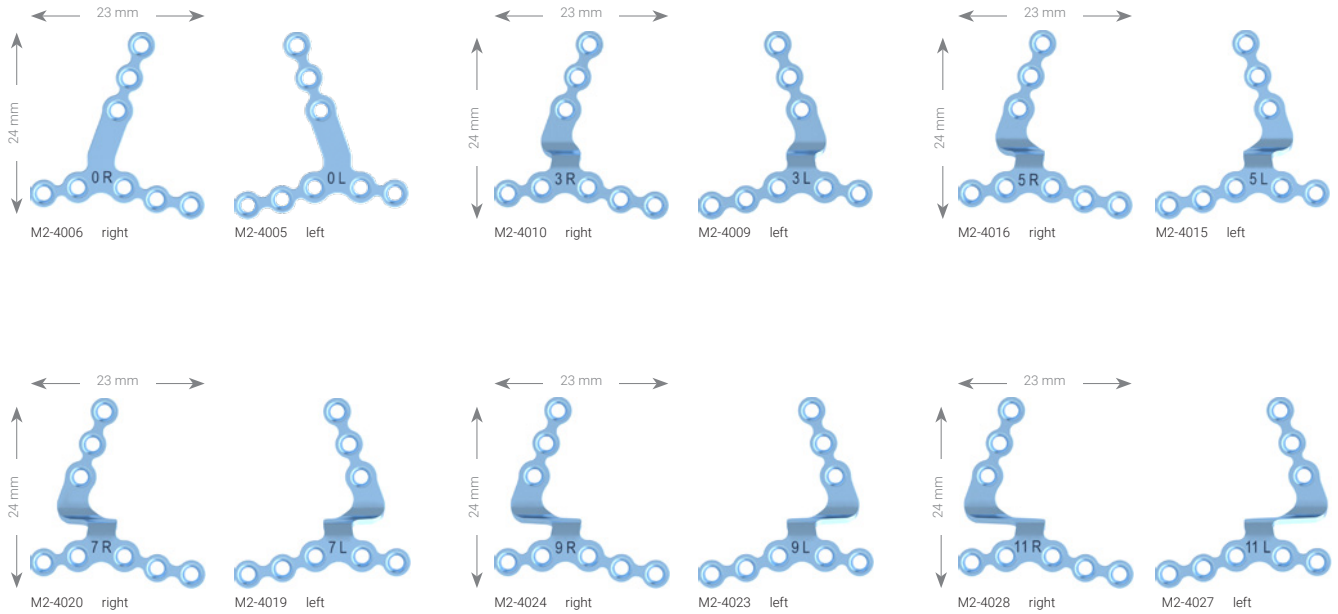 23 mm 23 mm 23 mm
24 mm 24 mm 24 mm
0 R 0 L 3 R 3 L 5 R 5 L
M2-4006 right M2-4005 left M2-4010 right M2-4009 left M2-4016 right M2-4015 left
23 mm 23 mm 23 mm
24 mm 24 mm 24 mm
7 R 7 L 9 R 9 L 11 R 11 L
M2-4020 right M2-4019 left M2-4024 right M2-4023 left M2-4028 right M2-4027 left